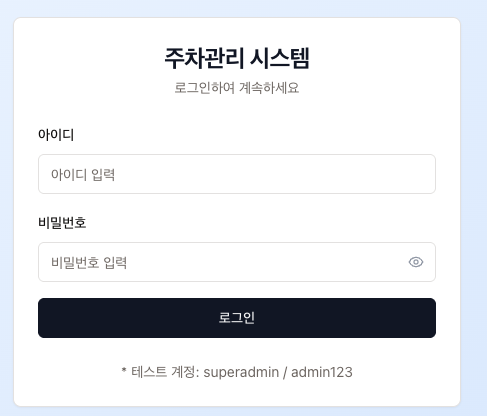 주차관리 시스템
로그인하여 계속하세요
아이디
아이디 입력
비밀번호
비밀번호 입력
로그인
* 테스트 계정: superadmin / admin123